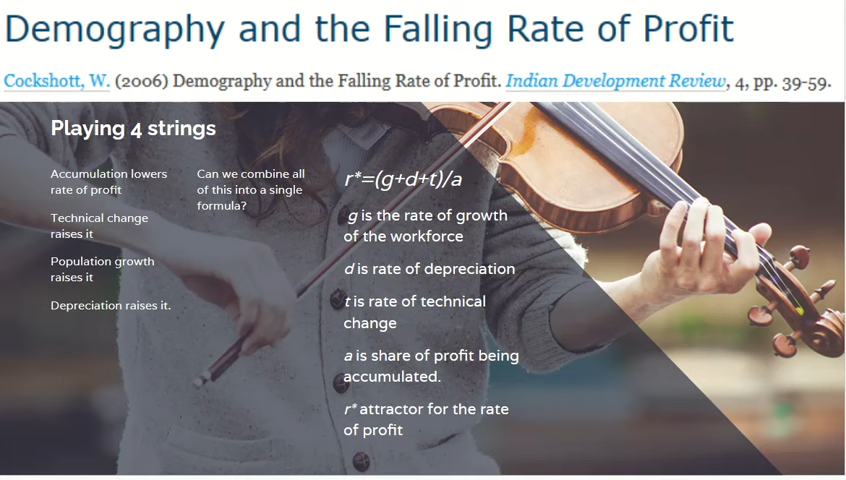 Demography and the Falling Rate of Profit
Cockshott, W. (2006) Demography and the Falling Rate of Profit. Indian Development Review, 4, pp. 39-59.
Playing 4 strings
Accumulation lowers
rate of profit
Technical change
raises it
Population growth
raises it
Depreciation raises it.
Can we combine all
of this into a single
formula?
r*=(g+d+t)/a
g is the rate of growth
of the workforce
d is rate of depreciation
t is rate of technical
change
a is share of profit being
accumulated.
r* attractor for the rate
of profit